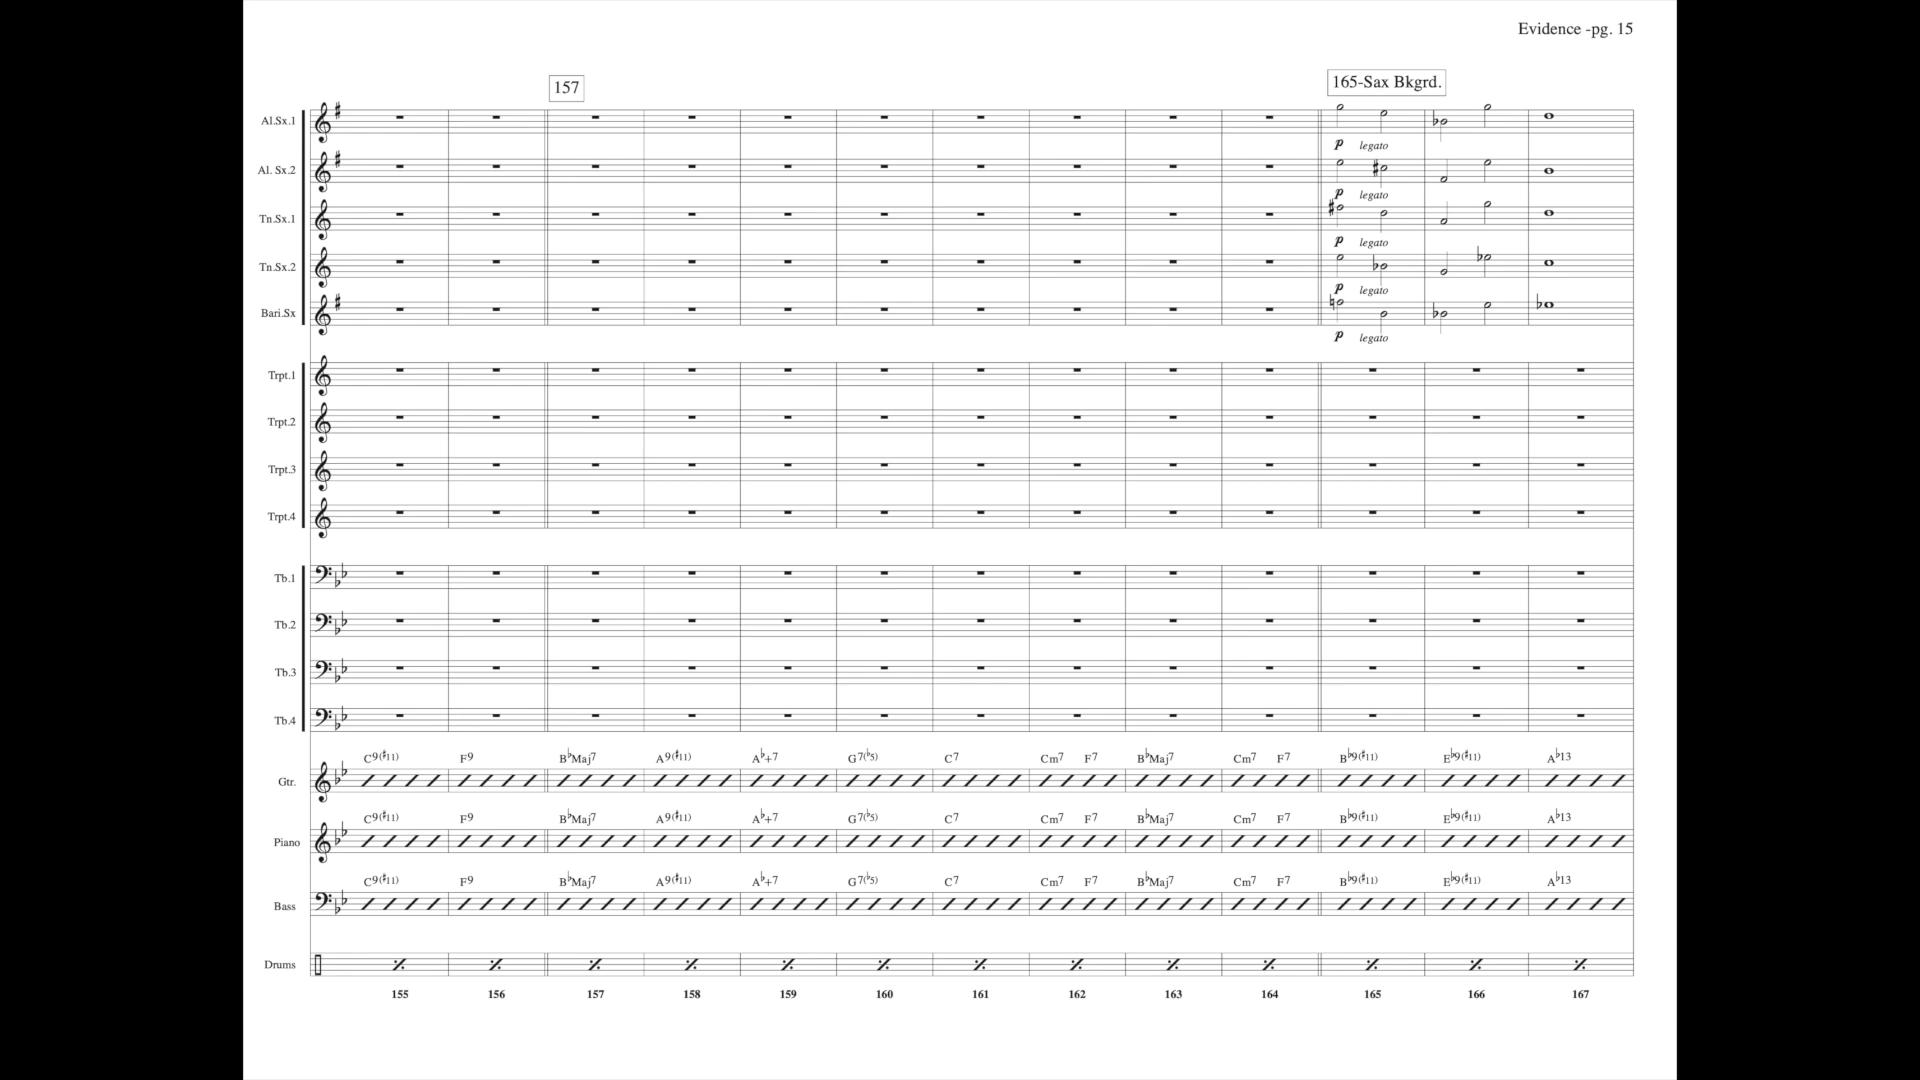 Evidence -pg. 15
157
165-Sax Bkgrd.
Al.Sx.1
p legato
Al. Sx.2
p legato
Tn.Sx.1
p legato
Tn.Sx.2
p legato
Bari.Sx
p legato
Trpt.1
Trpt.2
Trpt.3
Trpt.4
Tb.1
Tb.2
Tb.3
Tb.4
C9(♯11) F9 B♭Maj7 A9(♯11) A♭+7 G7(♭5) C7 Cm7 F7 B♭Maj7 Cm7 F7 B♭9(♯11) E♭9(♯11) A♭13
Gtr.
C9(♯11) F9 B♭Maj7 A9(♯11) A♭+7 G7(♭5) C7 Cm7 F7 B♭Maj7 Cm7 F7 B♭9(♯11) E♭9(♯11) A♭13
Piano
C9(♯11) F9 B♭Maj7 A9(♯11) A♭+7 G7(♭5) C7 Cm7 F7 B♭Maj7 Cm7 F7 B♭9(♯11) E♭9(♯11) A♭13
Bass
Drums
155 156 157 158 159 160 161 162 163 164 165 166 167